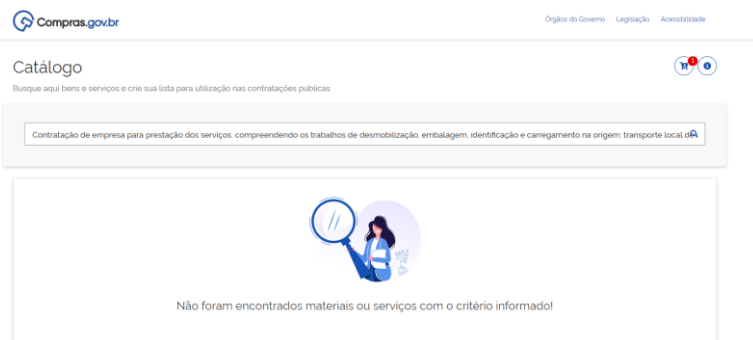 Compras.gov.br
Órgãos do Governo Legislação Acessibilidade
Catálogo
Busque aqui bens e serviços e crie sua lista para utilização nas contratações públicas
Contratação de empresa para prestação dos serviços, compreendendo os trabalhos de desmobilização, embalagem, identificação e carregamento na origem; transporte local
Não foram encontrados materiais ou serviços com o critério informado!